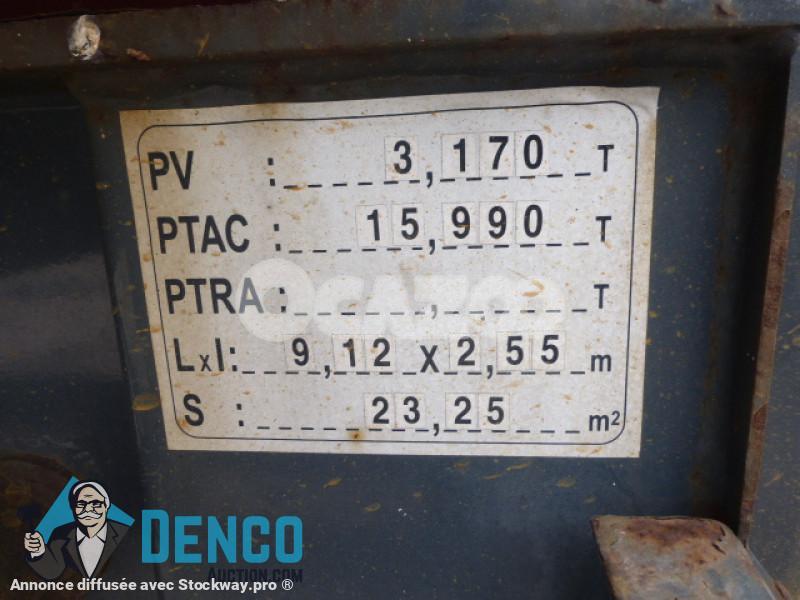 PV : 3,170 T
PTAC : 15,990 T
PTRA : , T
LxI: 9,12 x 2,55 m
S : 23,25 m²
OCAZOO
DENCO
AUCTION.COM
Annonce diffusée avec Stockway.pro ®